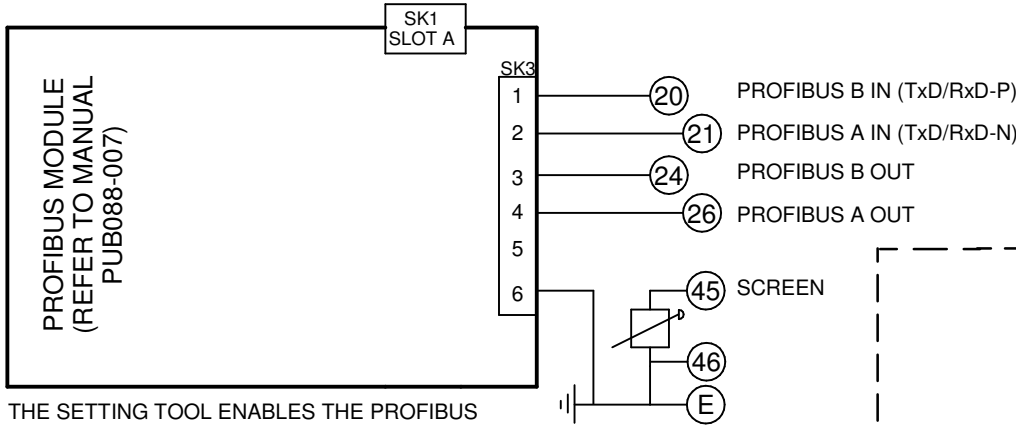 SK1
SLOT A
PROFIBUS MODULE
(REFER TO MANUAL
PUB088-007)
SK3
1
20
PROFIBUS B IN (TxD/RxD-P)
2
21
PROFIBUS A IN (TxD/RxD-N)
3
24
PROFIBUS B OUT
4
26
PROFIBUS A OUT
5
6
45
SCREEN
46
E
THE SETTING TOOL ENABLES THE PROFIBUS